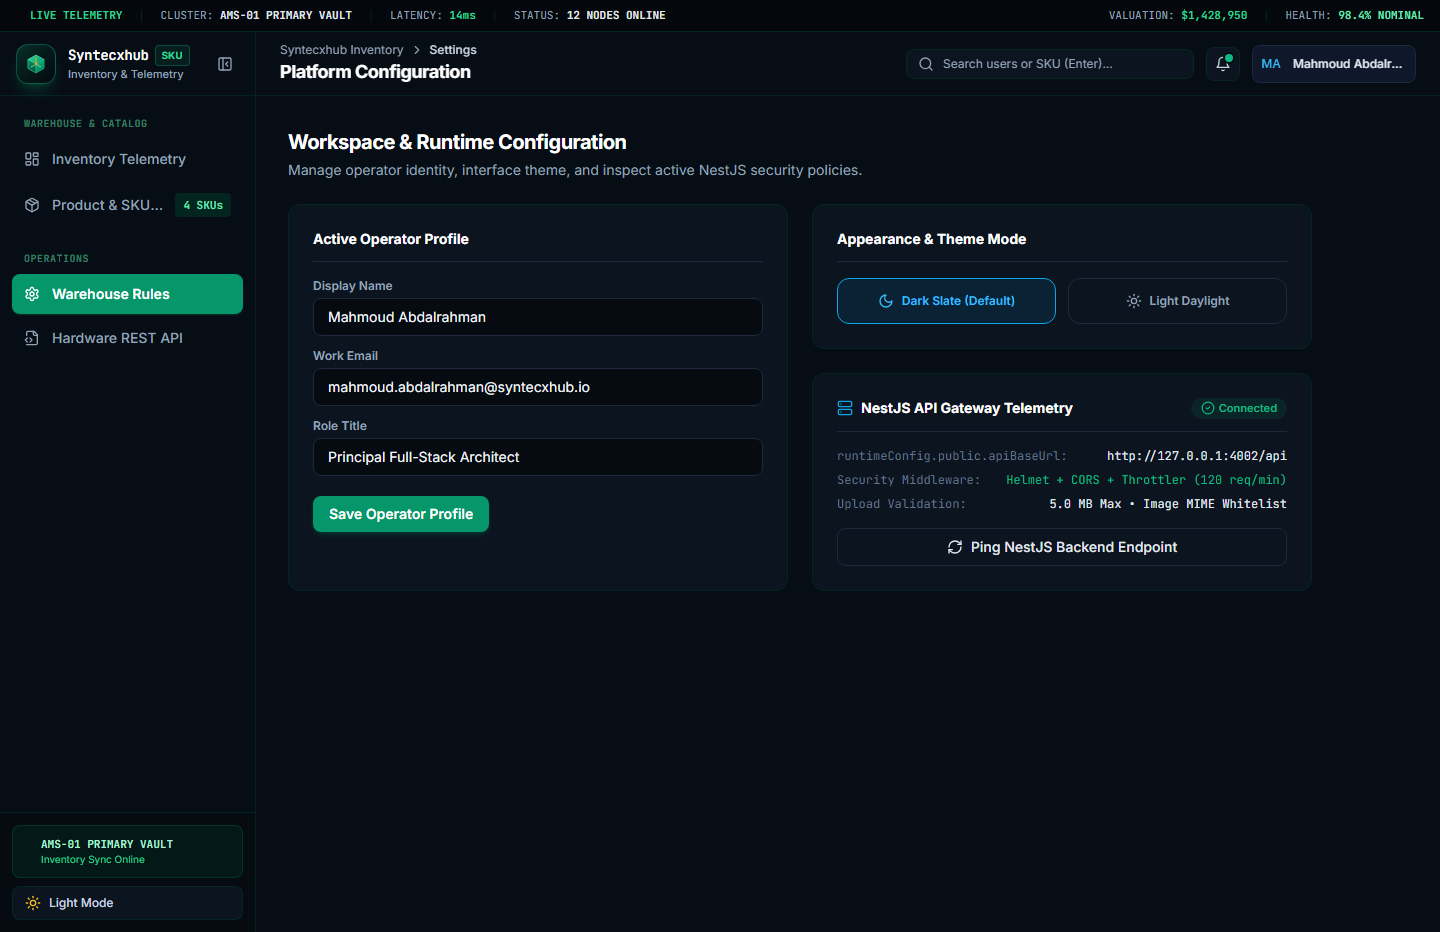 LIVE TELEMETRY
CLUSTER: AMS-01 PRIMARY VAULT
LATENCY: 14ms
STATUS: 12 NODES ONLINE
VALUATION: $1,428,950
HEALTH: 98.4% NOMINAL
Syntecxhub SKU
Inventory & Telemetry
Syntecxhub Inventory > Settings
Platform Configuration
Search users or SKU (Enter)...
MA Mahmoud Abdalr...
WAREHOUSE & CATALOG
Inventory Telemetry
Product & SKU... 4 SKUs
OPERATIONS
Warehouse Rules
Hardware REST API
AMS-01 PRIMARY VAULT
Inventory Sync Online
Light Mode
Workspace & Runtime Configuration
Manage operator identity, interface theme, and inspect active NestJS security policies.
Active Operator Profile
Display Name
Mahmoud Abdalrahman
Work Email
mahmoud.abdalrahman@syntecxhub.io
Role Title
Principal Full-Stack Architect
Save Operator Profile
Appearance & Theme Mode
Dark Slate (Default)
Light Daylight
NestJS API Gateway Telemetry
Connected
runtimeConfig.public.apiBaseUrl: http://127.0.0.1:4002/api
Security Middleware: Helmet + CORS + Throttler (120 req/min)
Upload Validation: 5.0 MB Max • Image MIME Whitelist
Ping NestJS Backend Endpoint